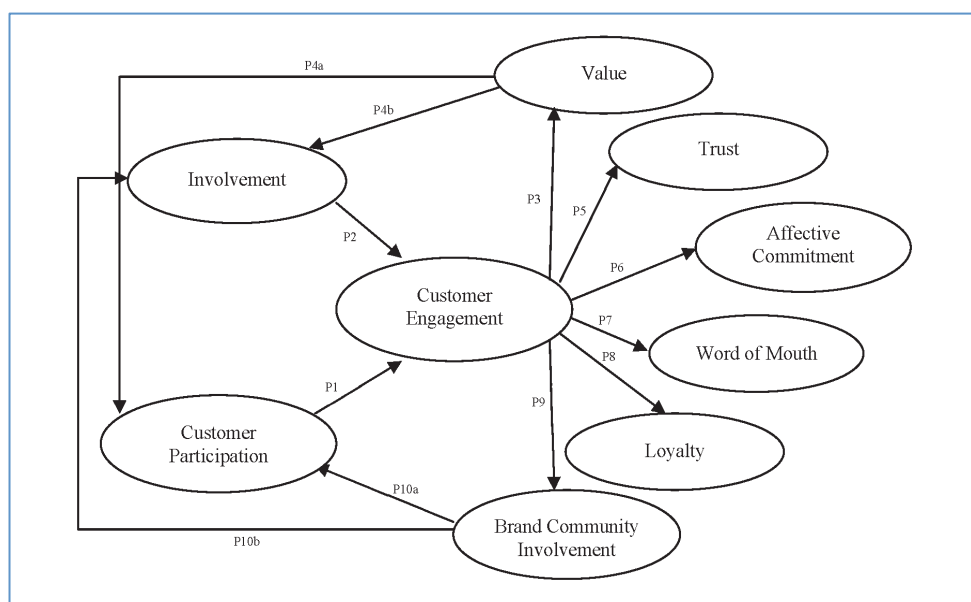 P4a
Value
P4b
Trust
Involvement
P3
P5
P2
Affective
Commitment
P6
Customer
Engagement
P7
Word of Mouth
P8
P1
P9
Customer
Participation
Loyalty
P10a
Brand Community
Involvement
P10b